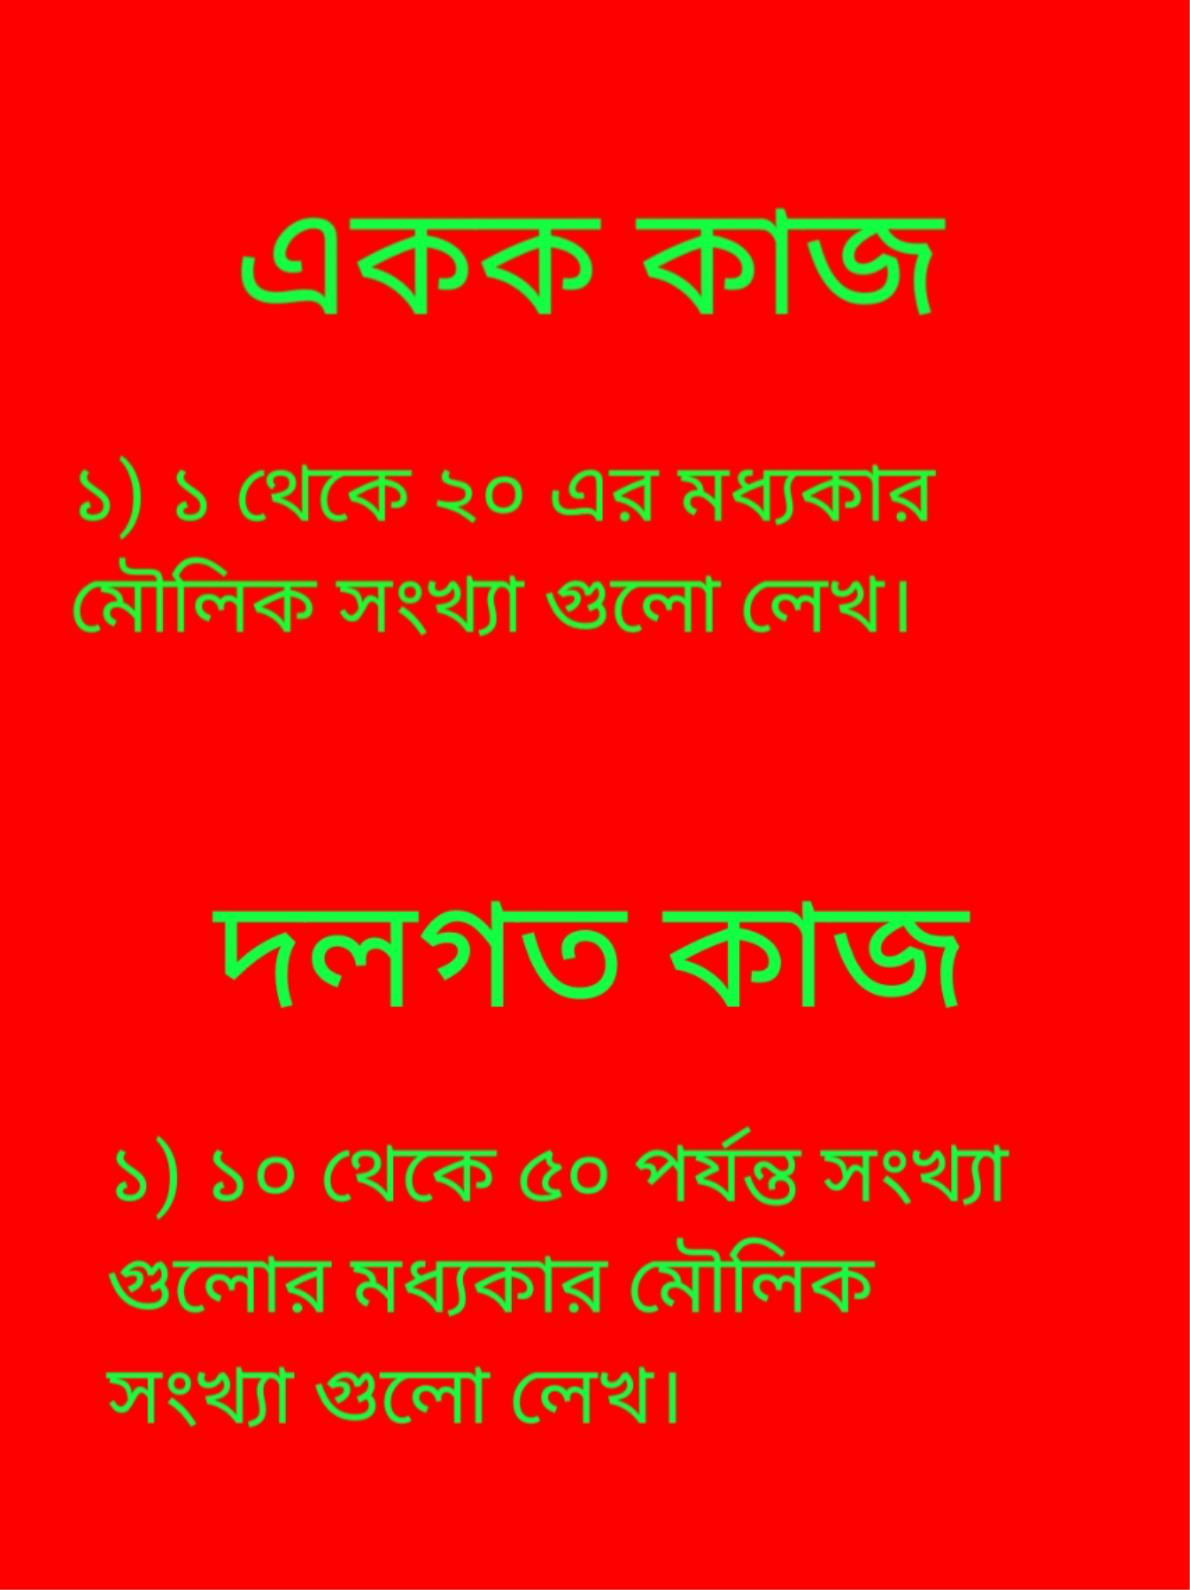 একক কাজ
১) ১ থেকে ২০ এর মধ্যকার
মৌলিক সংখ্যা গুলো লেখ।
দলগত কাজ
১) ১০ থেকে ৫০ পর্যন্ত সংখ্যা
গুলোর মধ্যকার মৌলিক
সংখ্যা গুলো লেখ।